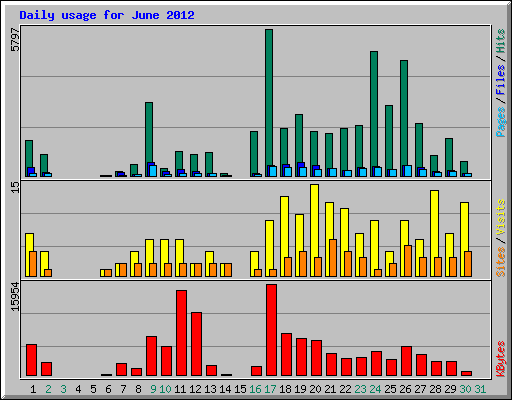 Daily usage for June 2012
5797
Pages / Files / Hits
15
Sites / Visits
15954
KBytes
1 2 3 4 5 6 7 8 9 10 11 12 13 14 15 16 17 18 19 20 21 22 23 24 25 26 27 28 29 30 31